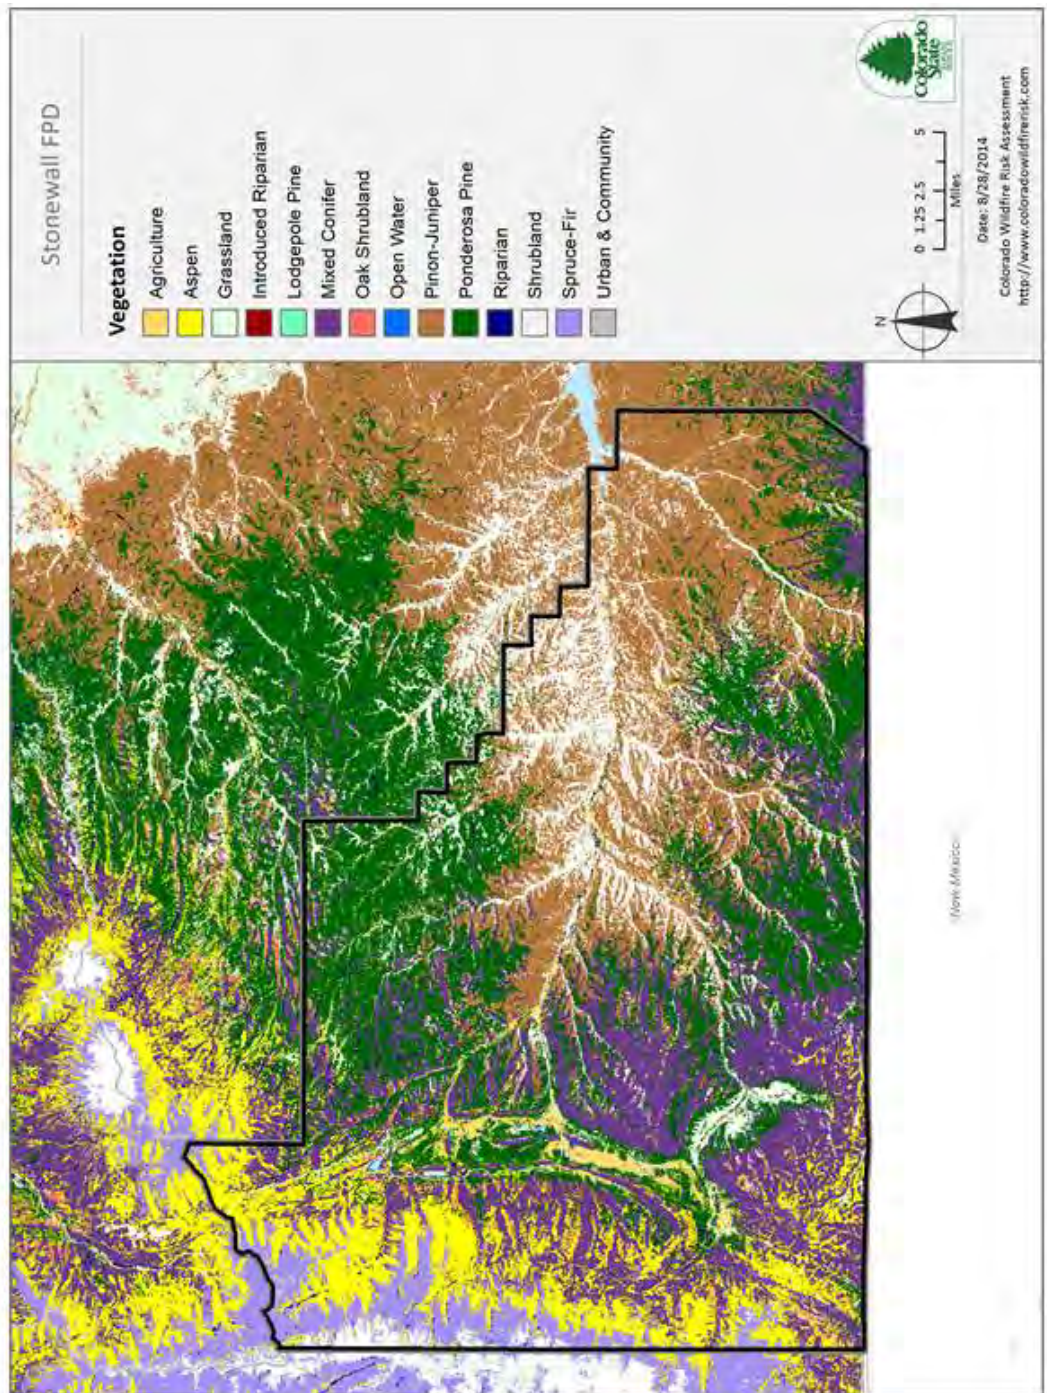 Stonewall FPD
Vegetation
Agriculture
Aspen
Grassland
Introduced Riparian
Lodgepole Pine
Mixed Conifer
Oak Shrubland
Open Water
Pinon-Juniper
Ponderosa Pine
Riparian
Shrubland
Spruce-Fir
Urban & Community
N
0 1.25 2.5 5
Miles
Colorado
State
Date: 8/28/2014
Colorado Wildfire Risk Assessment
http://www.coloradowildfirerisk.com
New Mexico